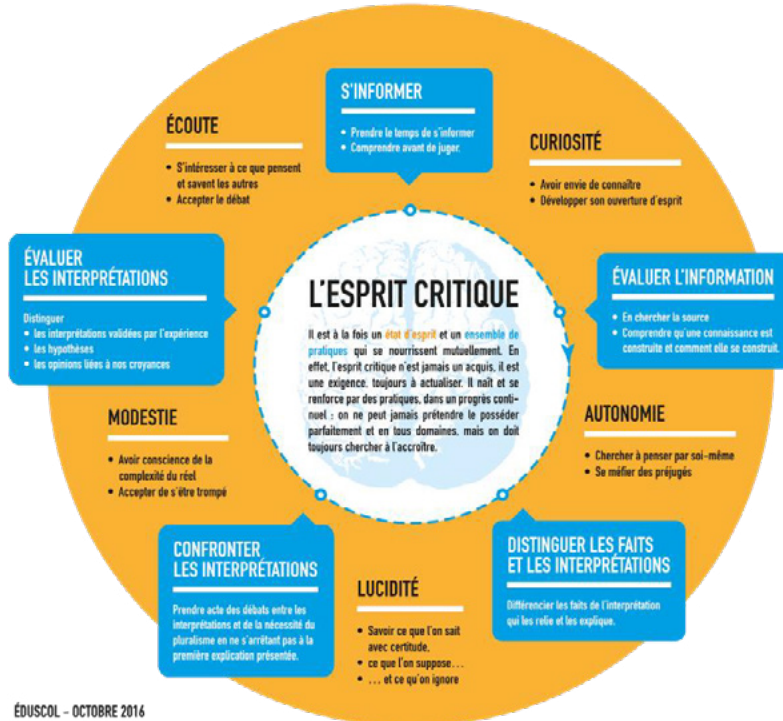 S'INFORMER
• Prendre le temps de s'informer
• Comprendre avant de juger.
CURIOSITÉ
• Avoir envie de connaître
• Développer son ouverture d'esprit
ÉVALUER L'INFORMATION
• En chercher la source
• Comprendre qu'une connaissance est
construite et comment elle se construit.
AUTONOMIE
• Chercher à penser par soi-même
• Se méfier des préjugés
DISTINGUER LES FAITS
ET LES INTERPRÉTATIONS
Différencier les faits de l'interprétation
qui les relie et les explique.
LUCIDITÉ
• Savoir ce que l'on sait
avec certitude,
• ce que l'on suppose...
• ... et ce qu'on ignore
CONFRONTER
LES INTERPRÉTATIONS
Prendre acte des débats entre les
interprétations et de la nécessité du
pluralisme en ne s'arrêtant pas à la
première explication présentée.
MODESTIE
• Avoir conscience de la
complexité du réel
• Accepter de s'être trompé
ÉVALUER
LES INTERPRÉTATIONS
Distinguer
• les interprétations validées par l'expérience
• les hypothèses
• les opinions liées à nos croyances
ÉCOUTE
• S'intéresser à ce que pensent
et savent les autres
• Accepter le débat
L'ESPRIT CRITIQUE
Il est à la fois un état d'esprit et un ensemble de
pratiques qui se nourrissent mutuellement. En
effet, l'esprit critique n'est jamais un acquis, il est
une exigence, toujours à actualiser. Il naît et se
renforce par des pratiques, dans un progrès conti-
nuel : on ne peut jamais prétendre le posséder
parfaitement et en tous domaines, mais on doit
toujours chercher à l'accroître.
ÉDUSCOL – OCTOBRE 2016